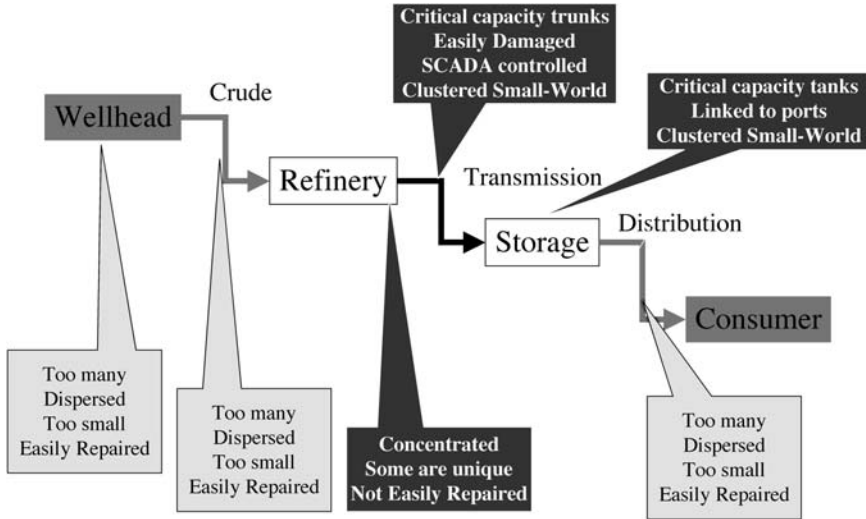 Critical capacity trunks
Easily Damaged
SCADA controlled
Clustered Small-World
Critical capacity tanks
Linked to ports
Clustered Small-World
Crude
Wellhead
Refinery
Transmission
Storage
Distribution
Consumer
Too many
Dispersed
Too small
Easily Repaired
Too many
Dispersed
Too small
Easily Repaired
Concentrated
Some are unique
Not Easily Repaired
Too many
Dispersed
Too small
Easily Repaired